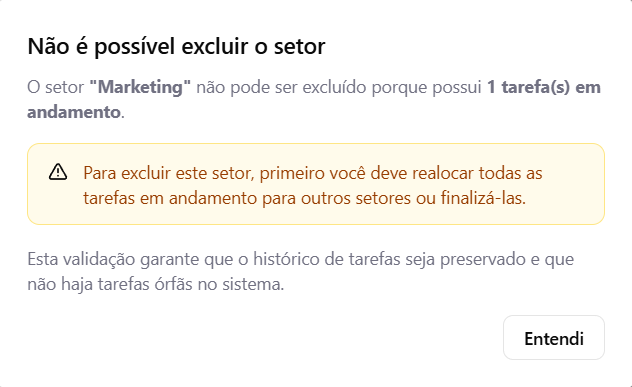 Não é possível excluir o setor
O setor "Marketing" não pode ser excluído porque possui 1 tarefa(s) em
andamento.
Para excluir este setor, primeiro você deve realocar todas as
tarefas em andamento para outros setores ou finalizá-las.
Esta validação garante que o histórico de tarefas seja preservado e que
não haja tarefas órfãs no sistema.
Entendi